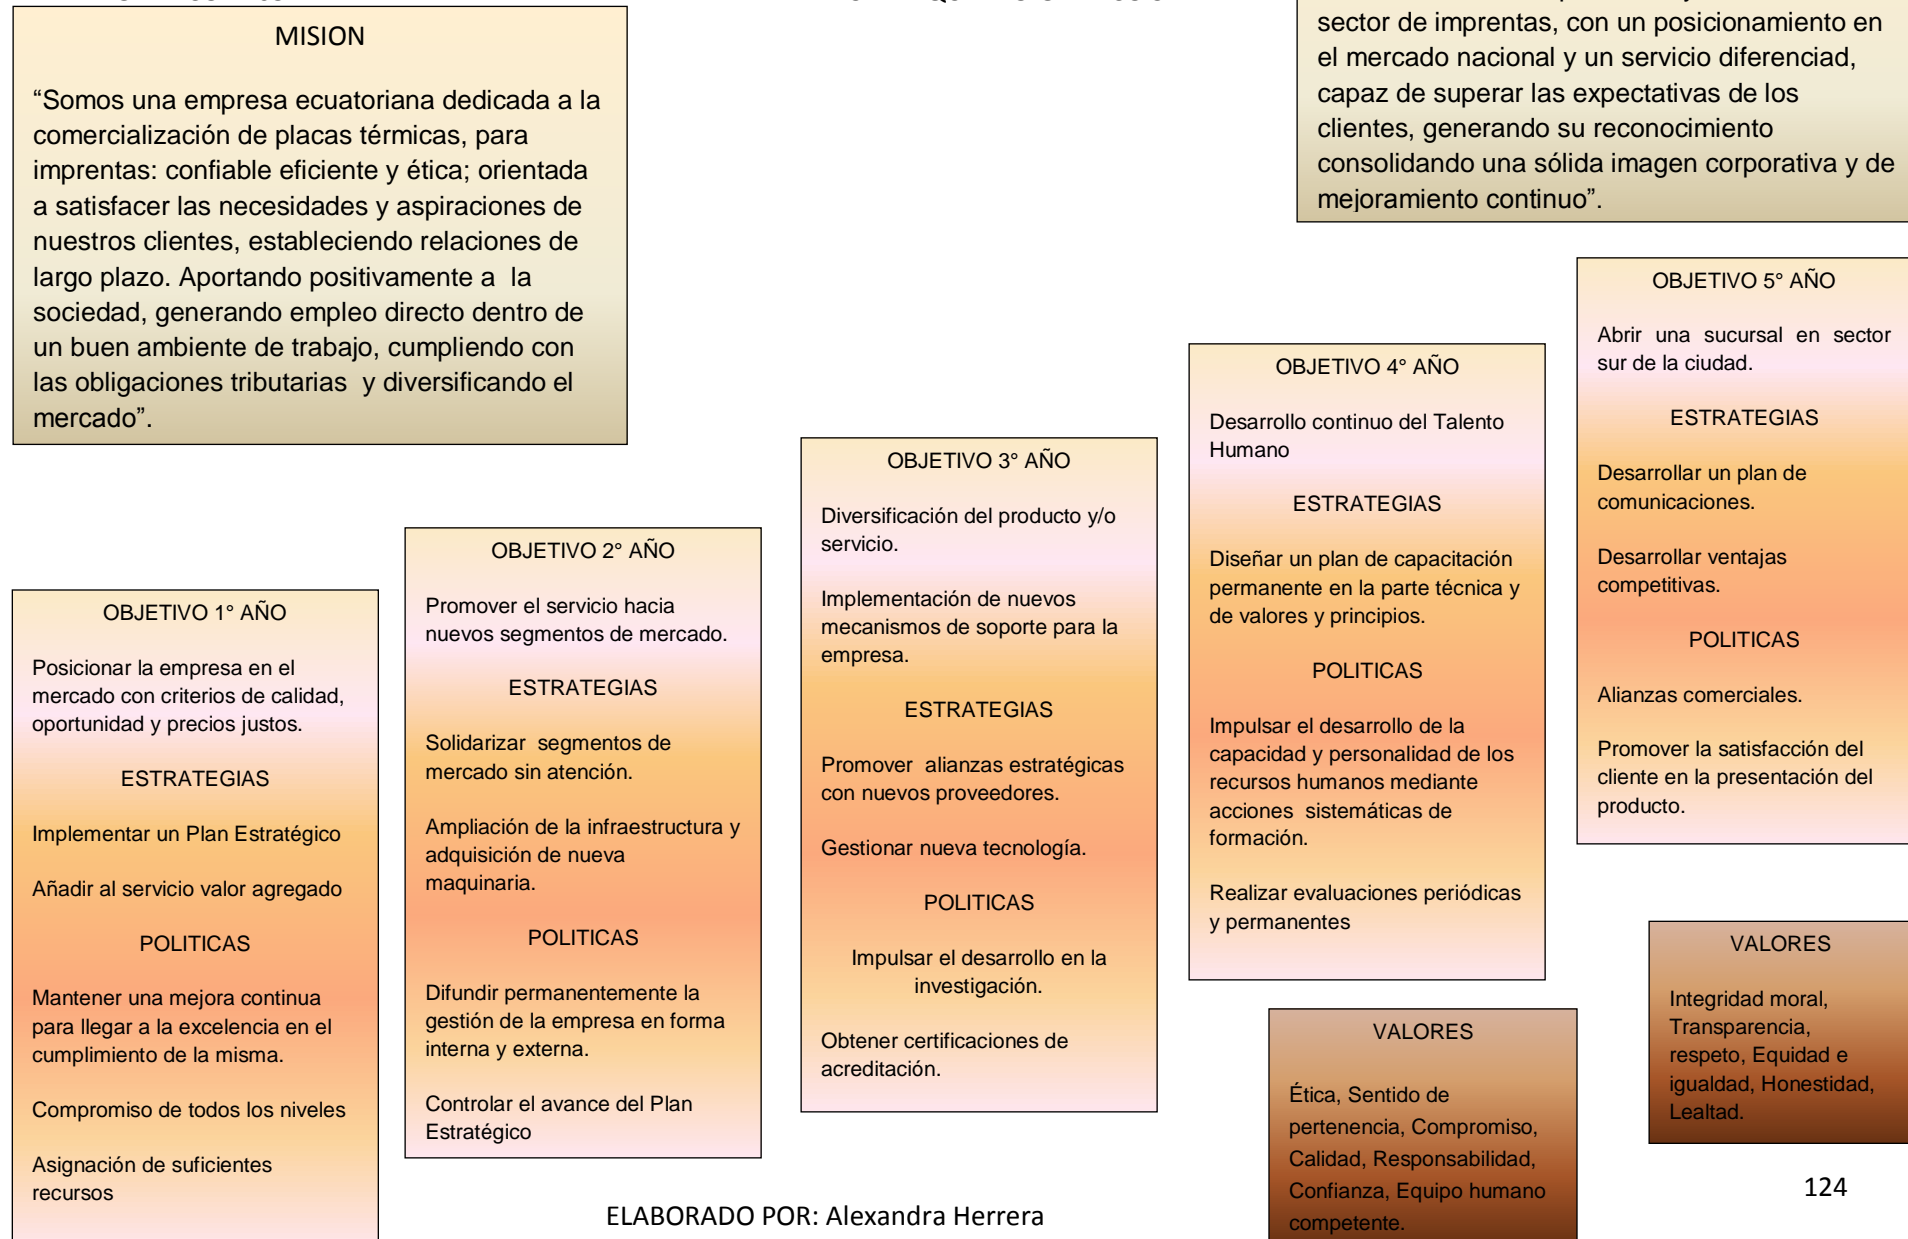 MISION
“Somos una empresa ecuatoriana dedicada a la
comercialización de placas térmicas, para
imprentas: confiable eficiente y ética; orientada
a satisfacer las necesidades y aspiraciones de
nuestros clientes, estableciendo relaciones de
largo plazo. Aportando positivamente a la
sociedad, generando empleo directo dentro de
un buen ambiente de trabajo, cumpliendo con
las obligaciones tributarias y diversificando el
mercado”.
sector de imprentas, con un posicionamiento en
el mercado nacional y un servicio diferenciad,
capaz de superar las expectativas de los
clientes, generando su reconocimiento
consolidando una sólida imagen corporativa y de
mejoramiento continuo”.
OBJETIVO 1° AÑO
Posicionar la empresa en el
mercado con criterios de calidad,
oportunidad y precios justos.
ESTRATEGIAS
Implementar un Plan Estratégico
Añadir al servicio valor agregado
POLITICAS
Mantener una mejora continua
para llegar a la excelencia en el
cumplimiento de la misma.
Compromiso de todos los niveles
Asignación de suficientes
recursos
OBJETIVO 2° AÑO
Promover el servicio hacia
nuevos segmentos de mercado.
ESTRATEGIAS
Solidarizar segmentos de
mercado sin atención.
Ampliación de la infraestructura y
adquisición de nueva
maquinaria.
POLITICAS
Difundir permanentemente la
gestión de la empresa en forma
interna y externa.
Controlar el avance del Plan
Estratégico
OBJETIVO 3° AÑO
Diversificación del producto y/o
servicio.
Implementación de nuevos
mecanismos de soporte para la
empresa.
ESTRATEGIAS
Promover alianzas estratégicas
con nuevos proveedores.
Gestionar nueva tecnología.
POLITICAS
Impulsar el desarrollo en la
investigación.
Obtener certificaciones de
acreditación.
OBJETIVO 4° AÑO
Desarrollo continuo del Talento
Humano
ESTRATEGIAS
Diseñar un plan de capacitación
permanente en la parte técnica y
de valores y principios.
POLITICAS
Impulsar el desarrollo de la
capacidad y personalidad de los
recursos humanos mediante
acciones sistemáticas de
formación.
Realizar evaluaciones periódicas
y permanentes
OBJETIVO 5° AÑO
Abrir una sucursal en sector
sur de la ciudad.
ESTRATEGIAS
Desarrollar un plan de
comunicaciones.
Desarrollar ventajas
competitivas.
POLITICAS
Alianzas comerciales.
Promover la satisfacción del
cliente en la presentación del
producto.
VALORES
Ética, Sentido de
pertenencia, Compromiso,
Calidad, Responsabilidad,
Confianza, Equipo humano
competente.
VALORES
Integridad moral,
Transparencia,
respeto, Equidad e
igualdad, Honestidad,
Lealtad.
ELABORADO POR: Alexandra Herrera
124